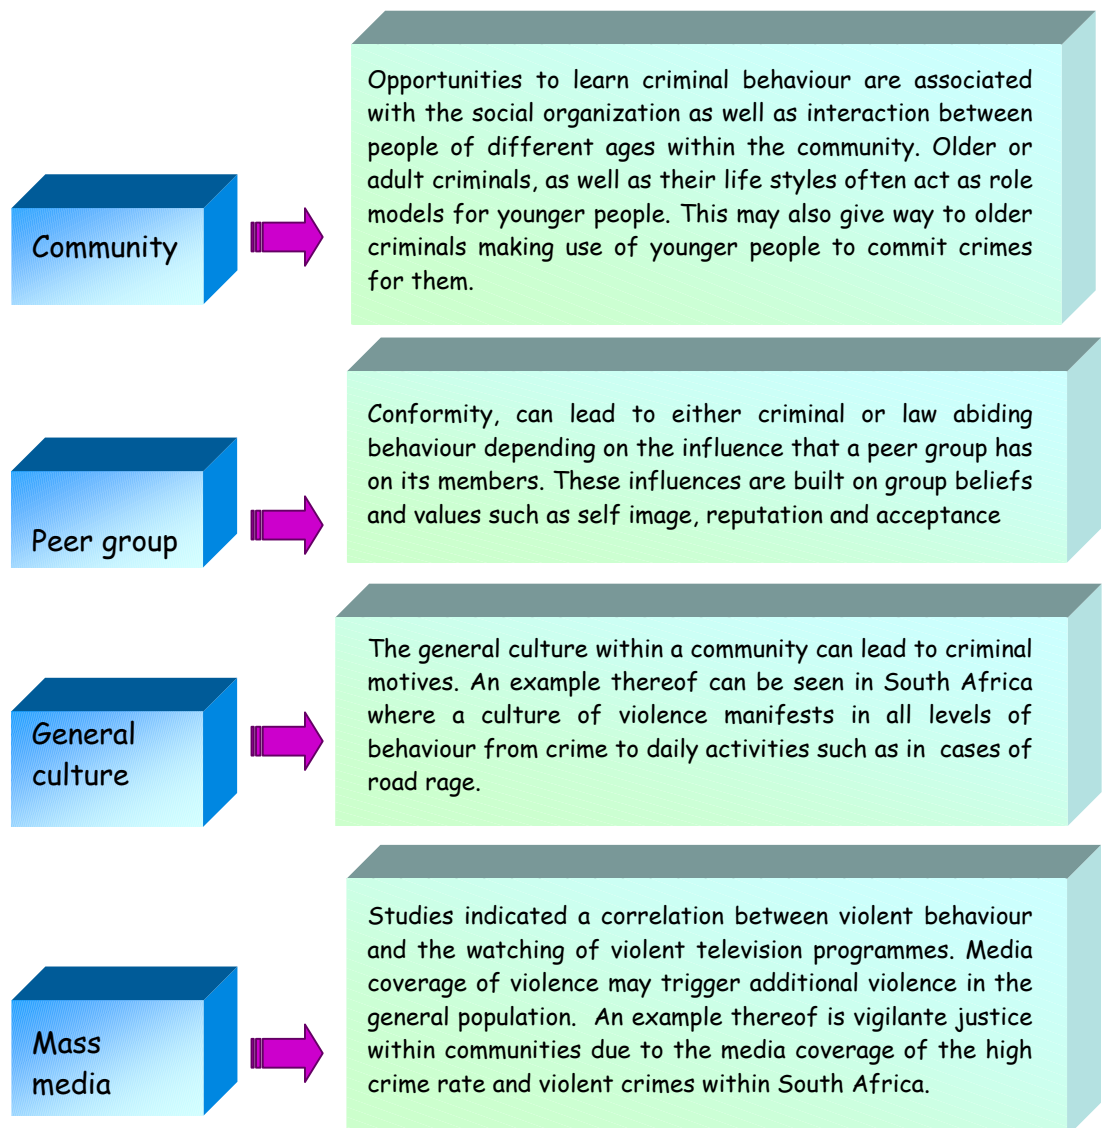 Opportunities to learn criminal behaviour are associated
with the social organization as well as interaction between
people of different ages within the community. Older or
adult criminals, as well as their life styles often act as role
models for younger people. This may also give way to older
criminals making use of younger people to commit crimes
for them.
Community
Conformity, can lead to either criminal or law abiding
behaviour depending on the influence that a peer group has
on its members. These influences are built on group beliefs
and values such as self image, reputation and acceptance
Peer group
The general culture within a community can lead to criminal
motives. An example thereof can be seen in South Africa
where a culture of violence manifests in all levels of
behaviour from crime to daily activities such as in cases of
road rage.
General
culture
Studies indicated a correlation between violent behaviour
and the watching of violent television programmes. Media
coverage of violence may trigger additional violence in the
general population. An example thereof is vigilante justice
within communities due to the media coverage of the high
crime rate and violent crimes within South Africa.
Mass
media